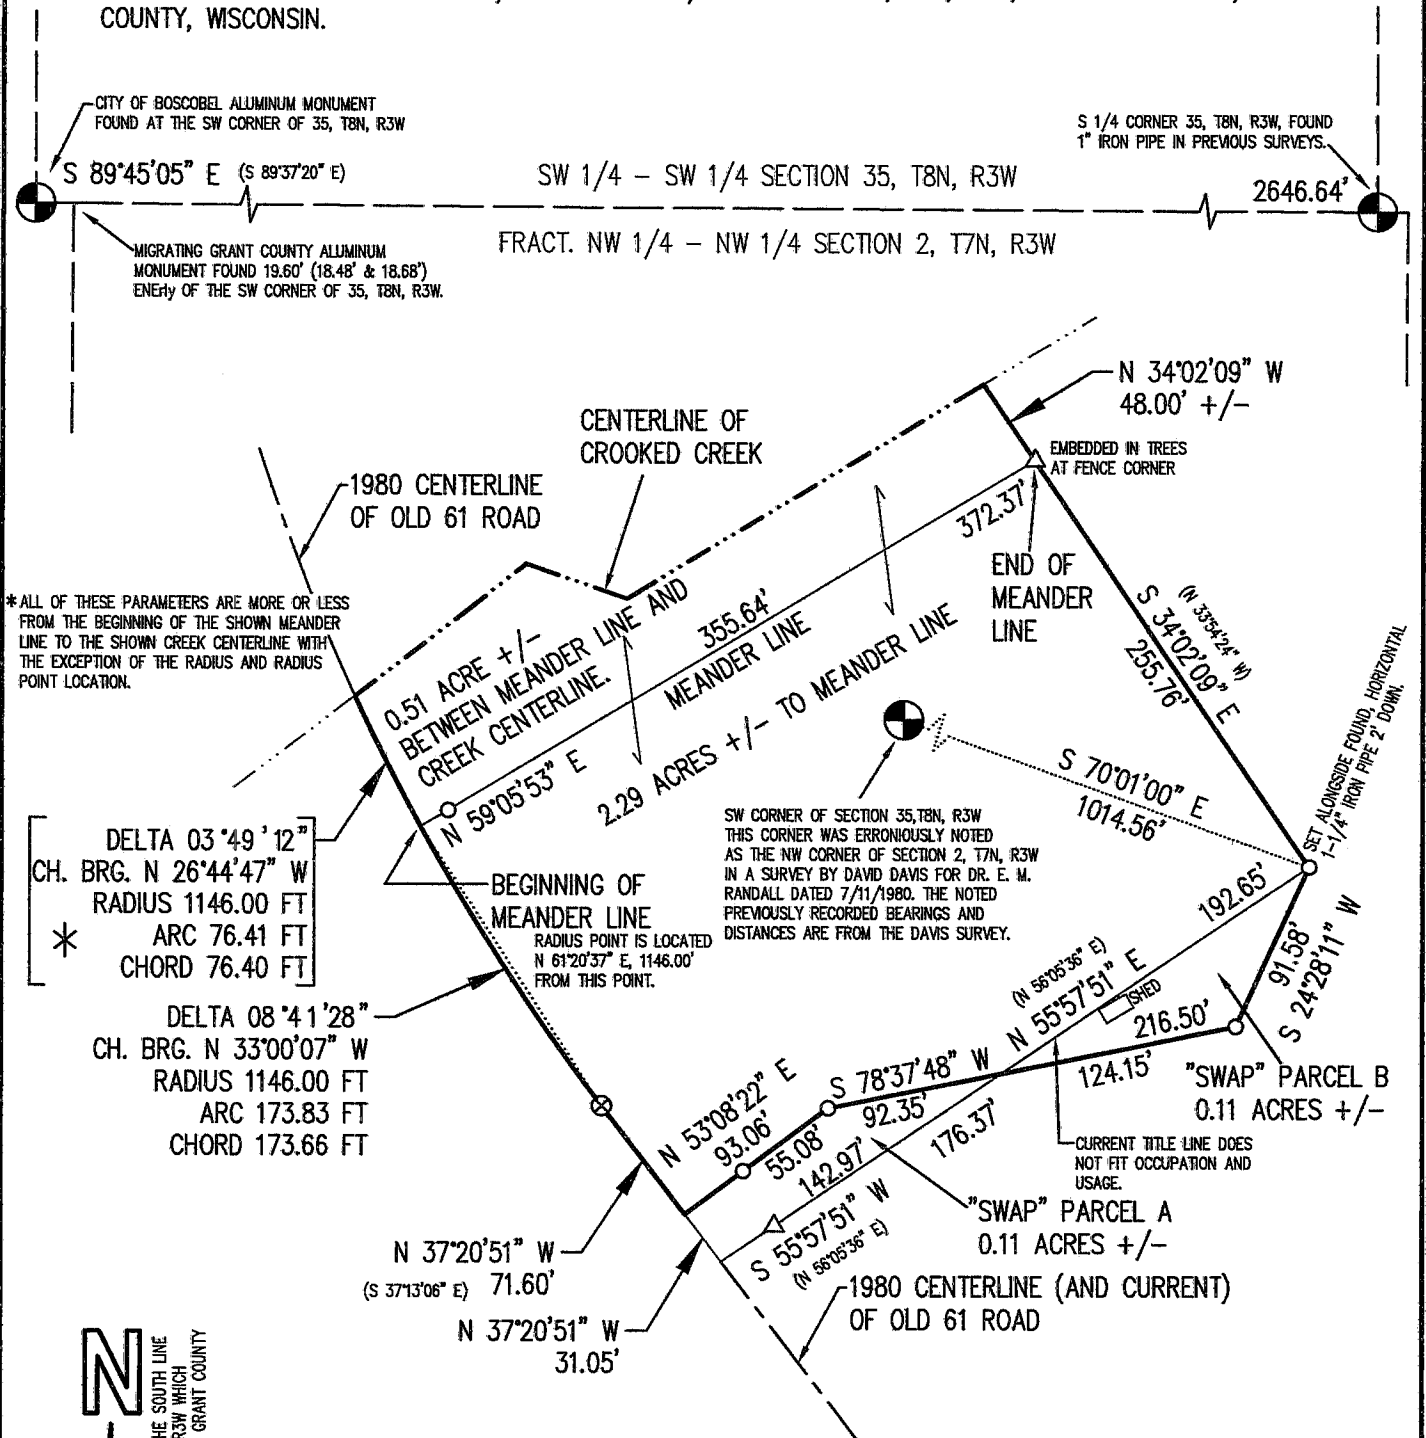 COUNTY, WISCONSIN.
CITY OF BOSCOBEL ALUMINUM MONUMENT
FOUND AT THE SW CORNER OF 35, T8N, R3W
S 1/4 CORNER 35, T8N, R3W, FOUND
1" IRON PIPE IN PREVIOUS SURVEYS.
S 89°45'05" E (S 89°37'20" E)
SW 1/4 - SW 1/4 SECTION 35, T8N, R3W
2646.64'
MIGRATING GRANT COUNTY ALUMINUM
MONUMENT FOUND 19.60' (18.48' & 18.68')
ENErly OF THE SW CORNER OF 35, T8N, R3W.
FRACT. NW 1/4 - NW 1/4 SECTION 2, T7N, R3W
N 34°02'09" W
48.00' +/-
CENTERLINE OF
CROOKED CREEK
EMBEDDED IN TREES
AT FENCE CORNER
1980 CENTERLINE
OF OLD 61 ROAD
372.37'
END OF
MEANDER
LINE
*ALL OF THESE PARAMETERS ARE MORE OR LESS
FROM THE BEGINNING OF THE SHOWN MEANDER
LINE TO THE SHOWN CREEK CENTERLINE WITH
THE EXCEPTION OF THE RADIUS AND RADIUS
POINT LOCATION.
0.51 ACRE +/-
BETWEEN MEANDER LINE AND
CREEK CENTERLINE.
355.64'
MEANDER LINE
(N 33°54'24" W)
S 34°02'09" E
255.76'
N 59°05'53" E
2.29 ACRES +/- TO MEANDER LINE
S 70°01'00" E
1014.56'
SET ALONGSIDE FOUND, HORIZONTAL
1-1/4" IRON PIPE 2' DOWN.
SW CORNER OF SECTION 35,T8N, R3W
THIS CORNER WAS ERRONIOUSLY NOTED
AS THE NW CORNER OF SECTION 2, T7N, R3W
IN A SURVEY BY DAVID DAVIS FOR DR. E. M.
RANDALL DATED 7/11/1980. THE NOTED
PREVIOUSLY RECORDED BEARINGS AND
DISTANCES ARE FROM THE DAVIS SURVEY.
DELTA 03°49'12"
CH. BRG. N 26°44'47" W
RADIUS 1146.00 FT
* ARC 76.41 FT
CHORD 76.40 FT
BEGINNING OF
MEANDER LINE
RADIUS POINT IS LOCATED
N 61°20'37" E, 1146.00'
FROM THIS POINT.
DELTA 08°41'28"
CH. BRG. N 33°00'07" W
RADIUS 1146.00 FT
ARC 173.83 FT
CHORD 173.66 FT
192.65'
91.58'
S 24°28'11" W
(N 56°05'36" E)
N 55°57'51" E
SHED
216.50'
S 78°37'48" W
92.35'
124.15'
"SWAP" PARCEL B
0.11 ACRES +/-
N 53°08'22" E
93.06'
55.08'
142.97'
176.37'
CURRENT TITLE LINE DOES
NOT FIT OCCUPATION AND
USAGE.
"SWAP" PARCEL A
0.11 ACRES +/-
S 55°57'51" W
(N 56°05'36" E)
N 37°20'51" W
(S 37°13'06" E) 71.60'
N 37°20'51" W
31.05'
1980 CENTERLINE (AND CURRENT)
OF OLD 61 ROAD
N
HE SOUTH LINE
R3W WHICH
GRANT COUNTY